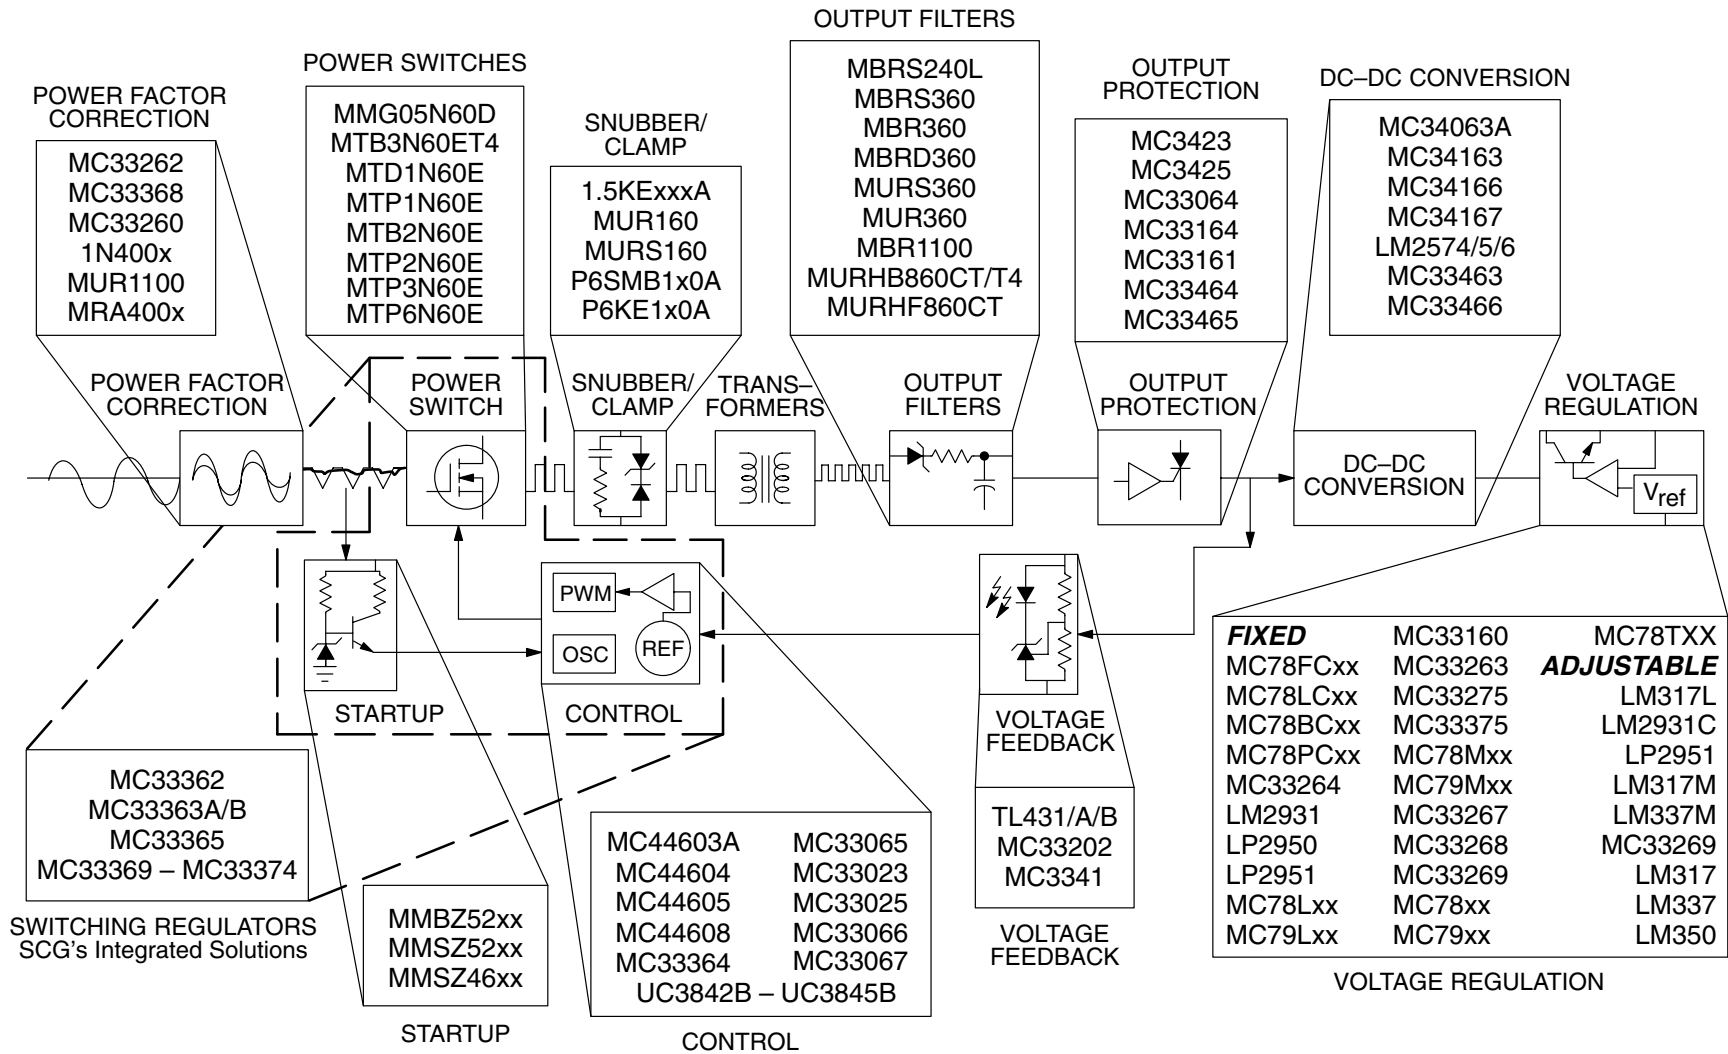 OUTPUT FILTERS
MBRS240L
MBRS360
MBR360
MBRD360
MURS360
MUR360
MBR1100
MURHB860CT/T4
MURHF860CT
POWER SWITCHES
MMG05N60D
MTB3N60ET4
MTD1N60E
MTP1N60E
MTB2N60E
MTP2N60E
MTP3N60E
MTP6N60E
POWER FACTOR
CORRECTION
MC33262
MC33368
MC33260
1N400x
MUR1100
MRA400x
SNUBBER/
CLAMP
1.5KExxxA
MUR160
MURS160
P6SMB1x0A
P6KE1x0A
OUTPUT
PROTECTION
MC3423
MC3425
MC33064
MC33164
MC33161
MC33464
MC33465
DC–DC CONVERSION
MC34063A
MC34163
MC34166
MC34167
LM2574/5/6
MC33463
MC33466
POWER FACTOR
CORRECTION
POWER
SWITCH
SNUBBER/
CLAMP
TRANS–
FORMERS
OUTPUT
FILTERS
OUTPUT
PROTECTION
DC–DC
CONVERSION
VOLTAGE
REGULATION
Vref
PWM
OSC
REF
STARTUP
CONTROL
VOLTAGE
FEEDBACK
MC33362
MC33363A/B
MC33365
MC33369 – MC33374
SWITCHING REGULATORS
SCG's Integrated Solutions
MMBZ52xx
MMSZ52xx
MMSZ46xx
STARTUP
MC44603A MC33065
MC44604 MC33023
MC44605 MC33025
MC44608 MC33066
MC33364 MC33067
UC3842B – UC3845B
CONTROL
TL431/A/B
MC33202
MC3341
VOLTAGE
FEEDBACK
FIXED MC33160 MC78TXX
MC78FCxx MC33263 ADJUSTABLE
MC78LCxx MC33275 LM317L
MC78BCxx MC33375 LM2931C
MC78PCxx MC78Mxx LP2951
MC33264 MC79Mxx LM317M
LM2931 MC33267 LM337M
LP2950 MC33268 MC33269
LP2951 MC33269 LM317
MC78Lxx MC78xx LM337
MC79Lxx MC79xx LM350
VOLTAGE REGULATION